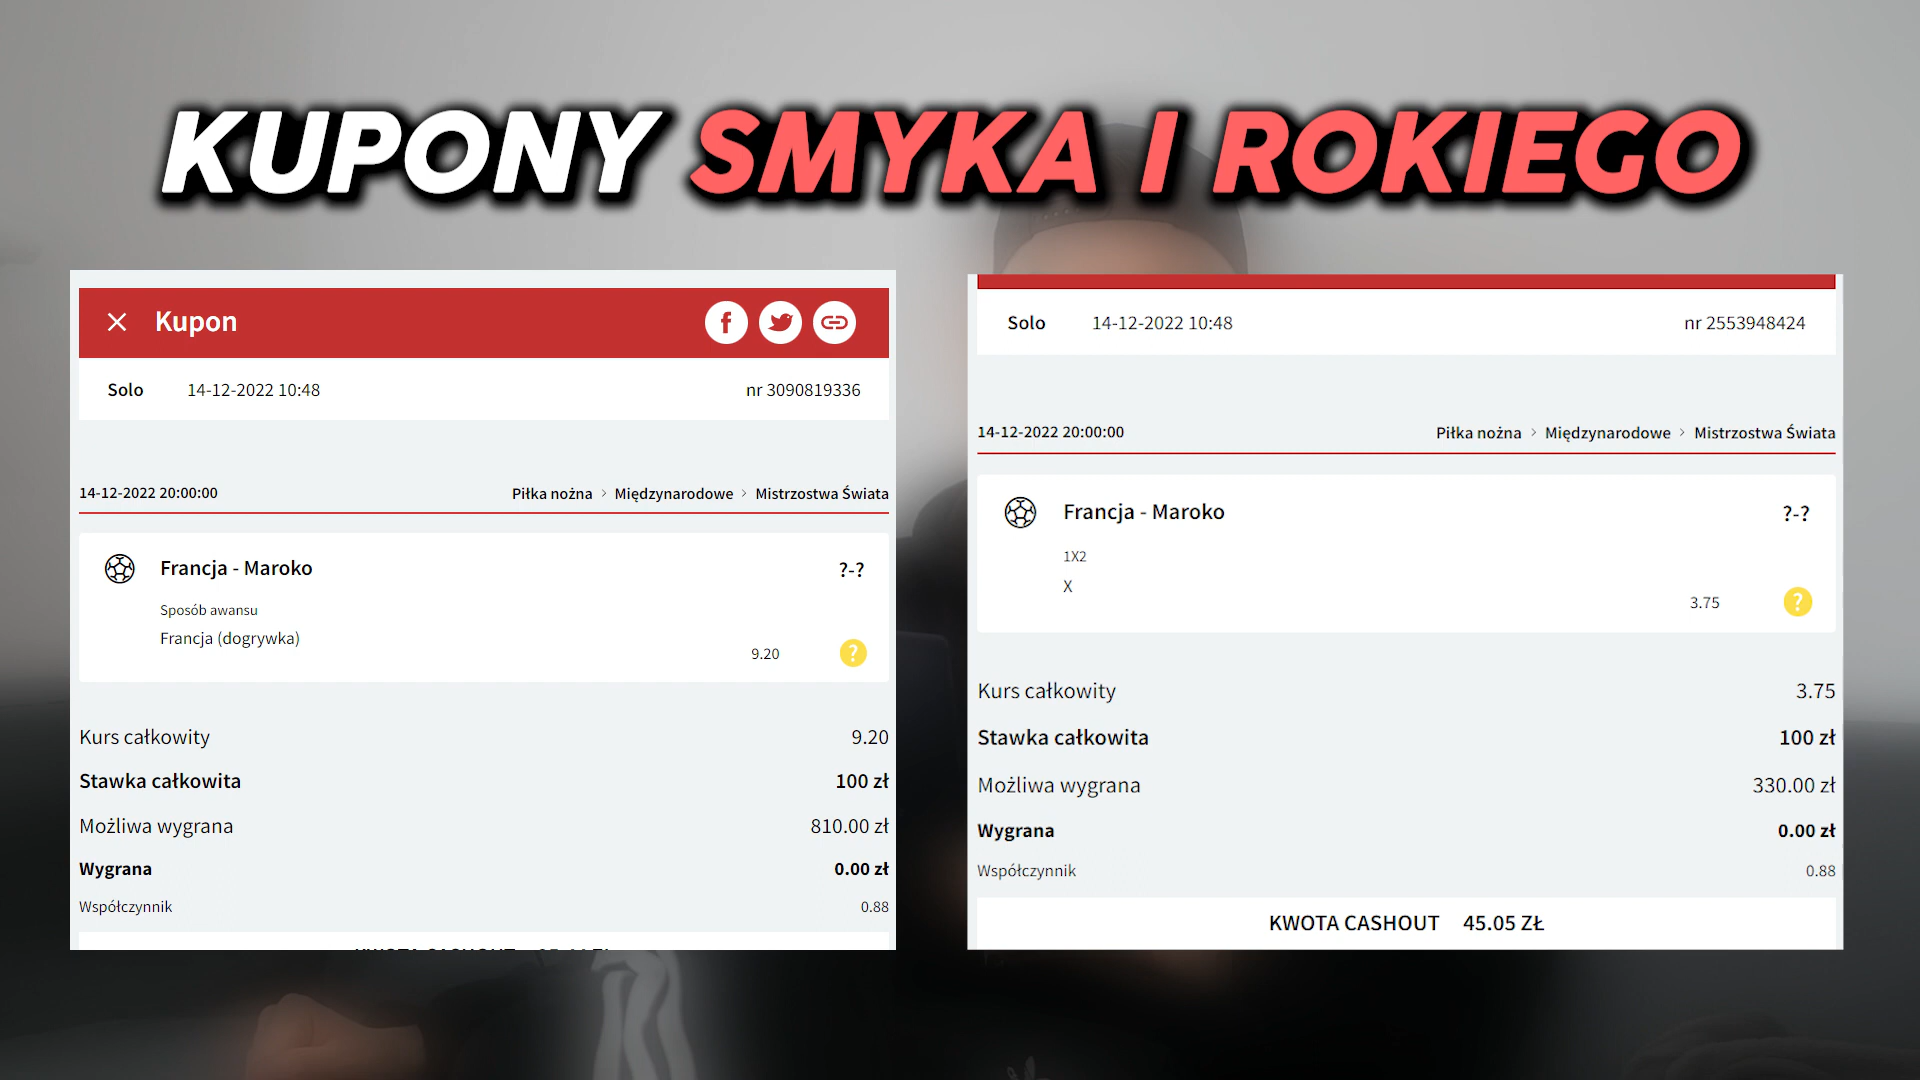 KUPONY SMYKA I ROKIEGO
Kupon
Solo 14-12-2022 10:48 nr 3090819336
14-12-2022 20:00:00 Piłka nożna > Międzynarodowe > Mistrzostwa Świata
Francja - Maroko ?-?
Sposób awansu
Francja (dogrywka)
9.20 ?
Kurs całkowity 9.20
Stawka całkowita 100 zł
Możliwa wygrana 810.00 zł
Wygrana 0.00 zł
Współczynnik 0.88
Solo 14-12-2022 10:48 nr 2553948424
14-12-2022 20:00:00 Piłka nożna > Międzynarodowe > Mistrzostwa Świata
Francja - Maroko ?-?
1X2
X
3.75 ?
Kurs całkowity 3.75
Stawka całkowita 100 zł
Możliwa wygrana 330.00 zł
Wygrana 0.00 zł
Współczynnik 0.88
KWOTA CASHOUT 45.05 ZŁ